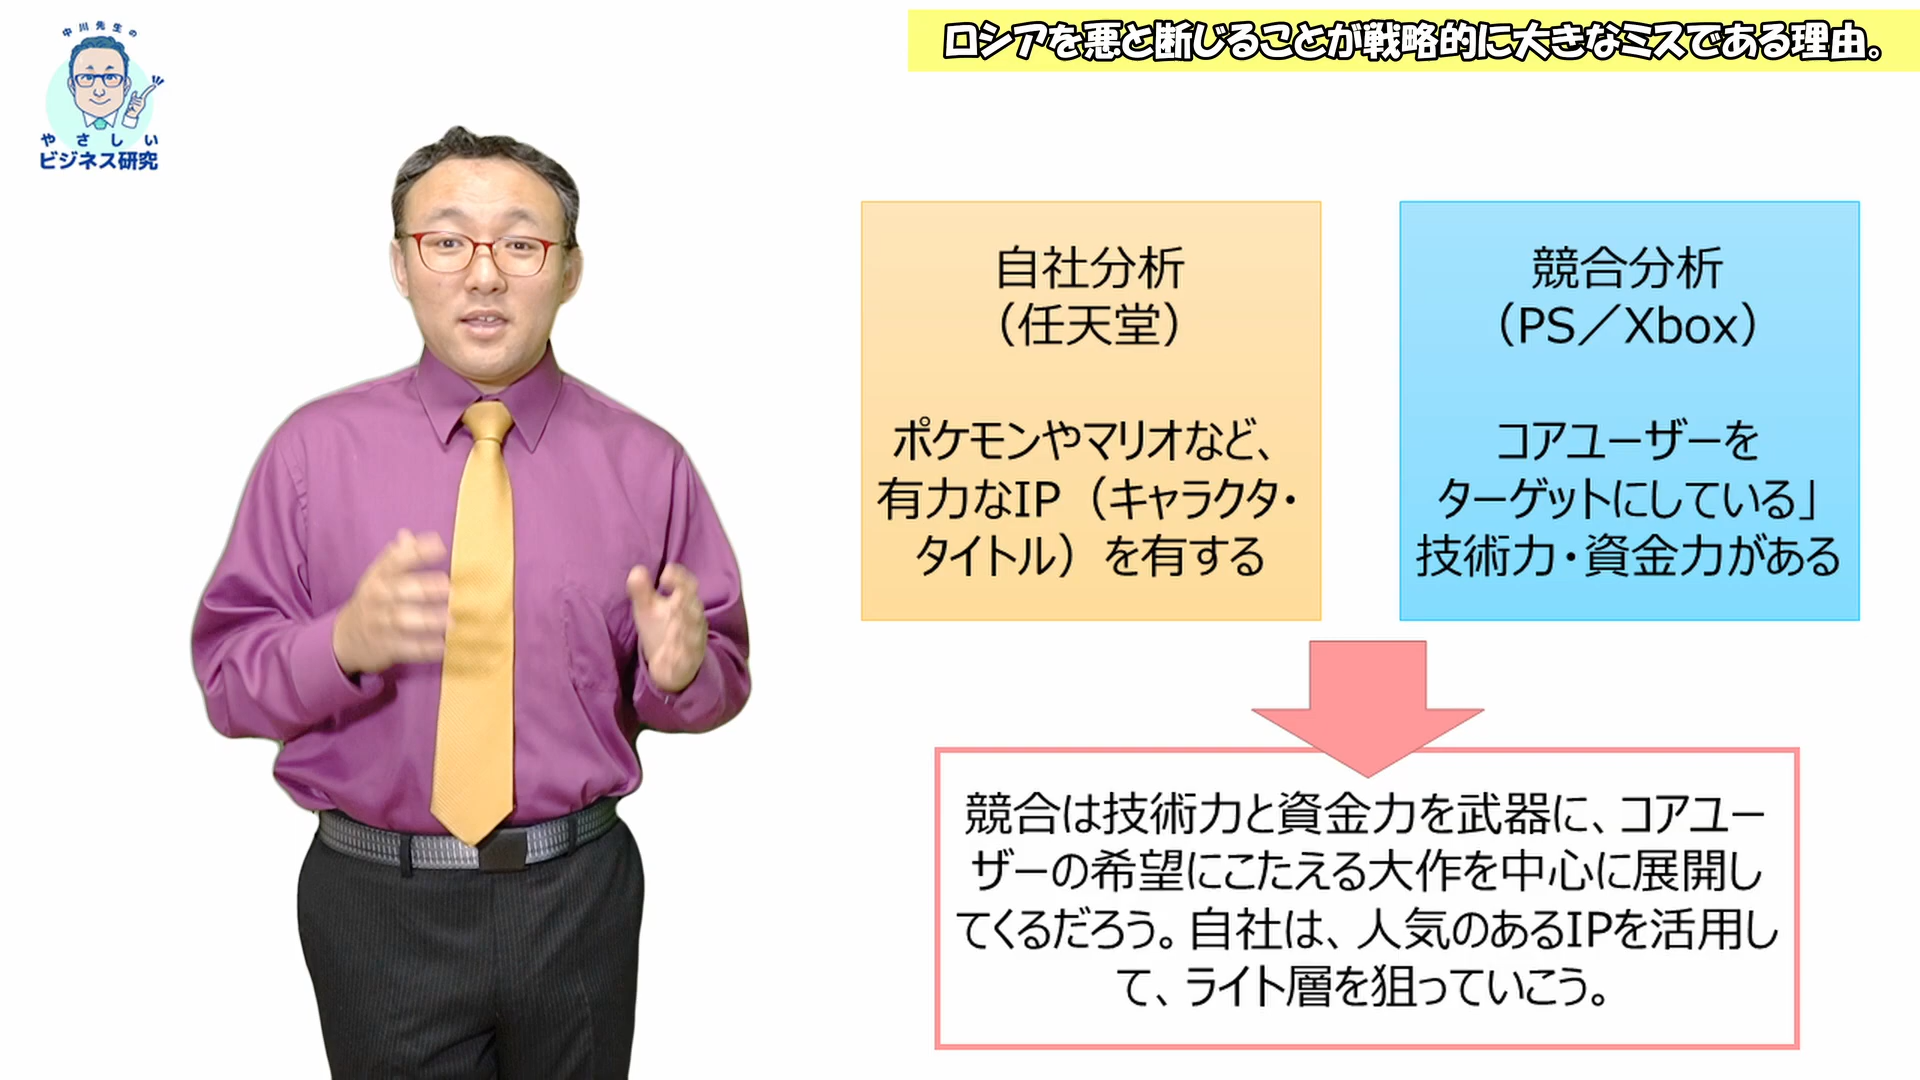 中川先生の
やさしい
ビジネス研究
ロシアを悪と断じることが戦略的に大きなミスである理由。
自社分析
（任天堂）
ポケモンやマリオなど、
有力なIP（キャラクタ・
タイトル）を有する
競合分析
（PS／Xbox）
コアユーザーを
ターゲットにしている」
技術力・資金力がある
競合は技術力と資金力を武器に、コアユー
ザーの希望にこたえる大作を中心に展開し
てくるだろう。自社は、人気のあるIPを活用し
て、ライト層を狙っていこう。